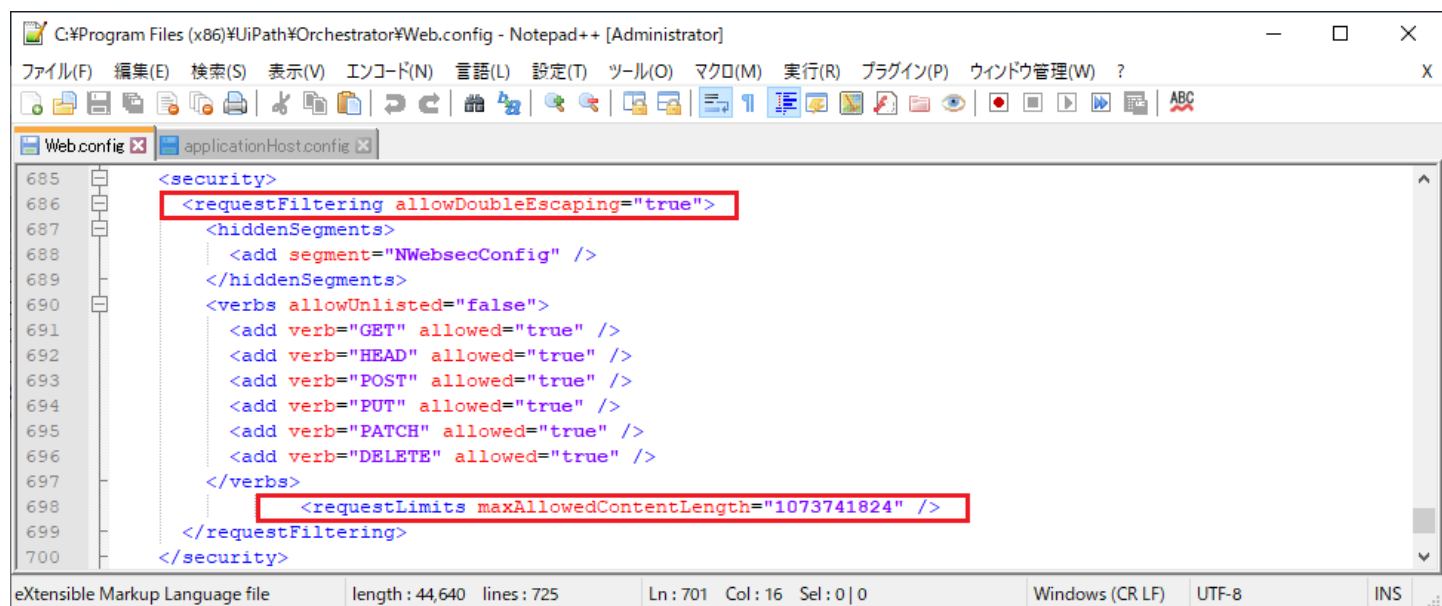 C:¥Program Files (x86)¥UiPath¥Orchestrator¥Web.config - Notepad++ [Administrator]
ファイル(F) 編集(E) 検索(S) 表示(V) エンコード(N) 言語(L) 設定(T) ツール(O) マクロ(M) 実行(R) プラグイン(P) ウィンドウ管理(W) ? X
ABC
Web.config applicationHost.config
685 <security>
686 <requestFiltering allowDoubleEscaping="true">
687 <hiddenSegments>
688 <add segment="NWebsecConfig" />
689 </hiddenSegments>
690 <verbs allowUnlisted="false">
691 <add verb="GET" allowed="true" />
692 <add verb="HEAD" allowed="true" />
693 <add verb="POST" allowed="true" />
694 <add verb="PUT" allowed="true" />
695 <add verb="PATCH" allowed="true" />
696 <add verb="DELETE" allowed="true" />
697 </verbs>
698 <requestLimits maxAllowedContentLength="1073741824" />
699 </requestFiltering>
700 </security>
eXtensible Markup Language file length : 44,640 lines : 725 Ln : 701 Col : 16 Sel : 0 | 0 Windows (CR LF) UTF-8 INS